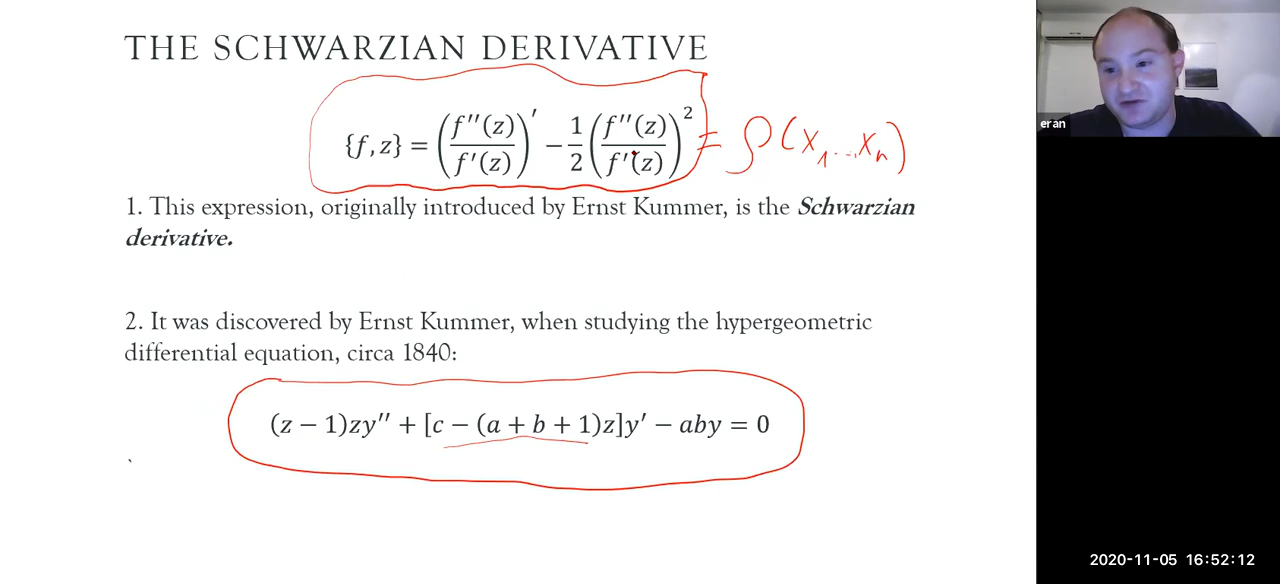 THE SCHWARZIAN DERIVATIVE
{f, z} = (f''(z)/f'(z))' − 1/2 (f''(z)/f'(z))² = ρ(x₁...xₙ)
1. This expression, originally introduced by Ernst Kummer, is the Schwarzian
derivative.
2. It was discovered by Ernst Kummer, when studying the hypergeometric
differential equation, circa 1840:
(z − 1)zy'' + [c − (a + b + 1)z]y' − aby = 0
eran
2020-11-05 16:52:12